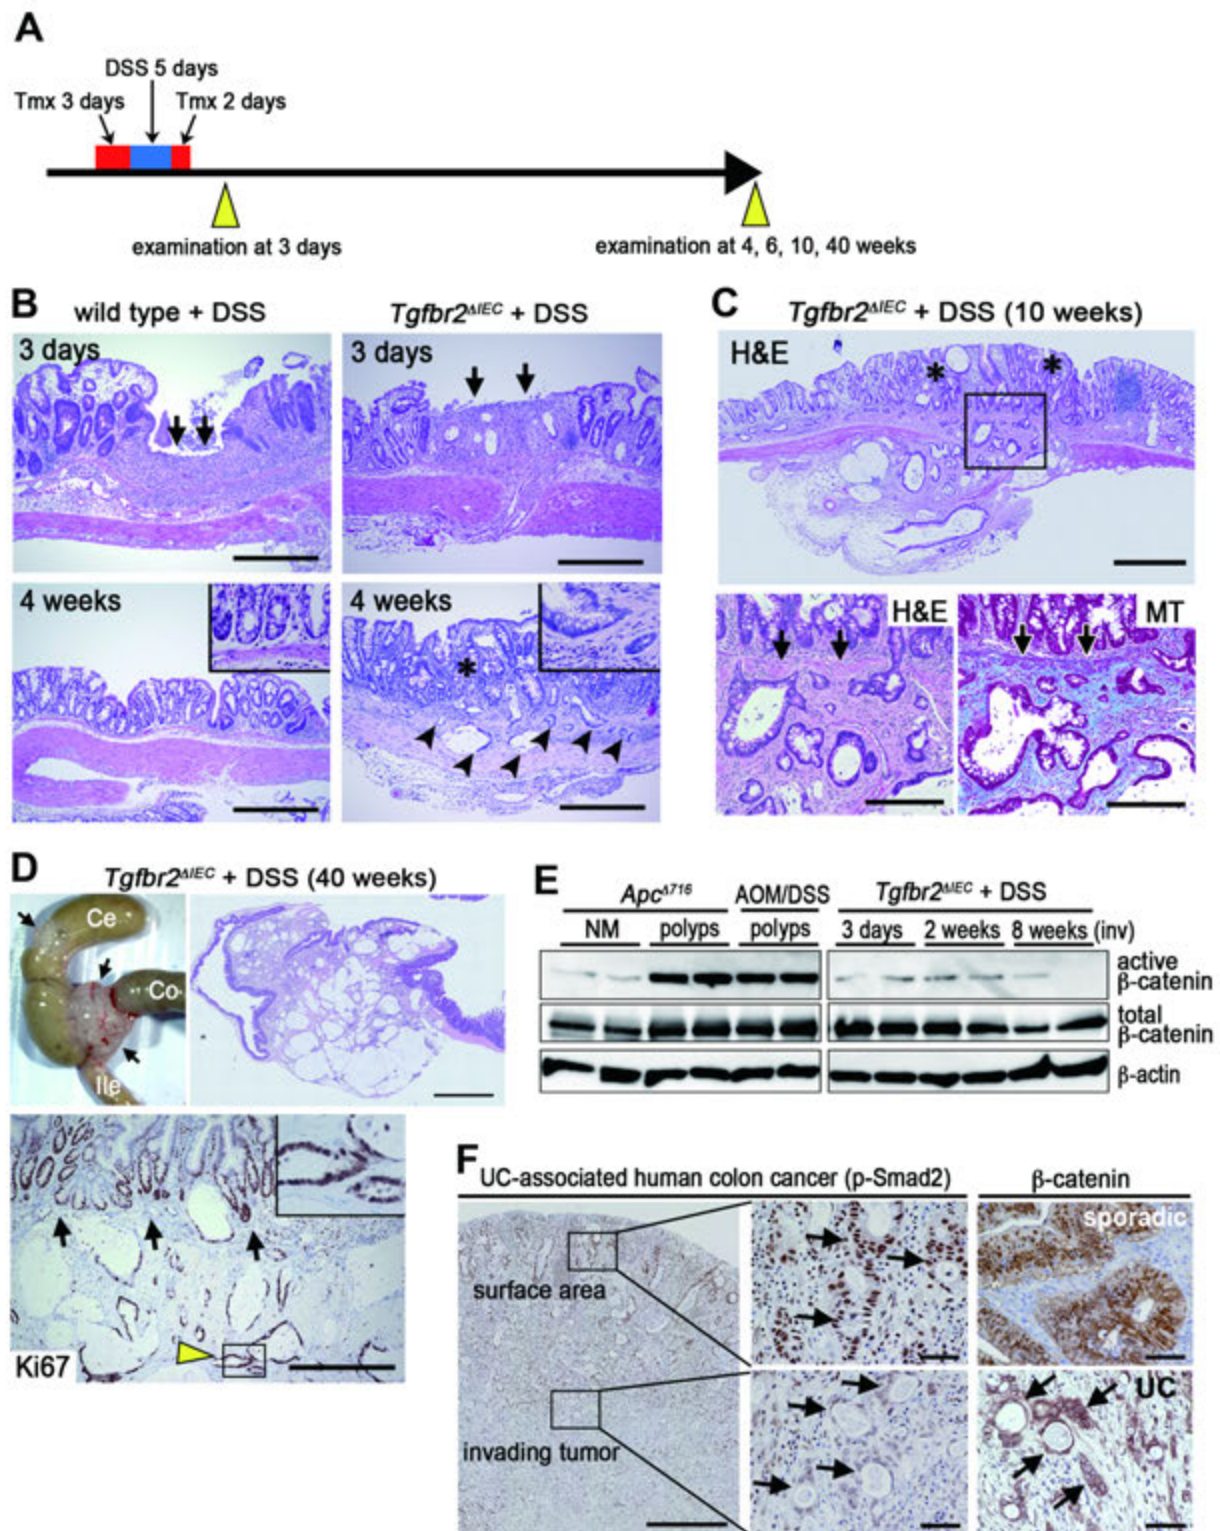 A
DSS 5 days
Tmx 3 days
Tmx 2 days
examination at 3 days
examination at 4, 6, 10, 40 weeks
B
wild type + DSS
Tgfbr2ΔIEC + DSS
3 days
3 days
4 weeks
4 weeks
*
C
Tgfbr2ΔIEC + DSS (10 weeks)
H&E
*
*
H&E
MT
D
Tgfbr2ΔIEC + DSS (40 weeks)
Ce
Co
Ile
Ki67
E
ApcΔ716
AOM/DSS
Tgfbr2ΔIEC + DSS
NM
polyps
polyps
3 days
2 weeks
8 weeks (inv)
active
β-catenin
total
β-catenin
β-actin
F
UC-associated human colon cancer (p-Smad2)
β-catenin
surface area
invading tumor
sporadic
UC